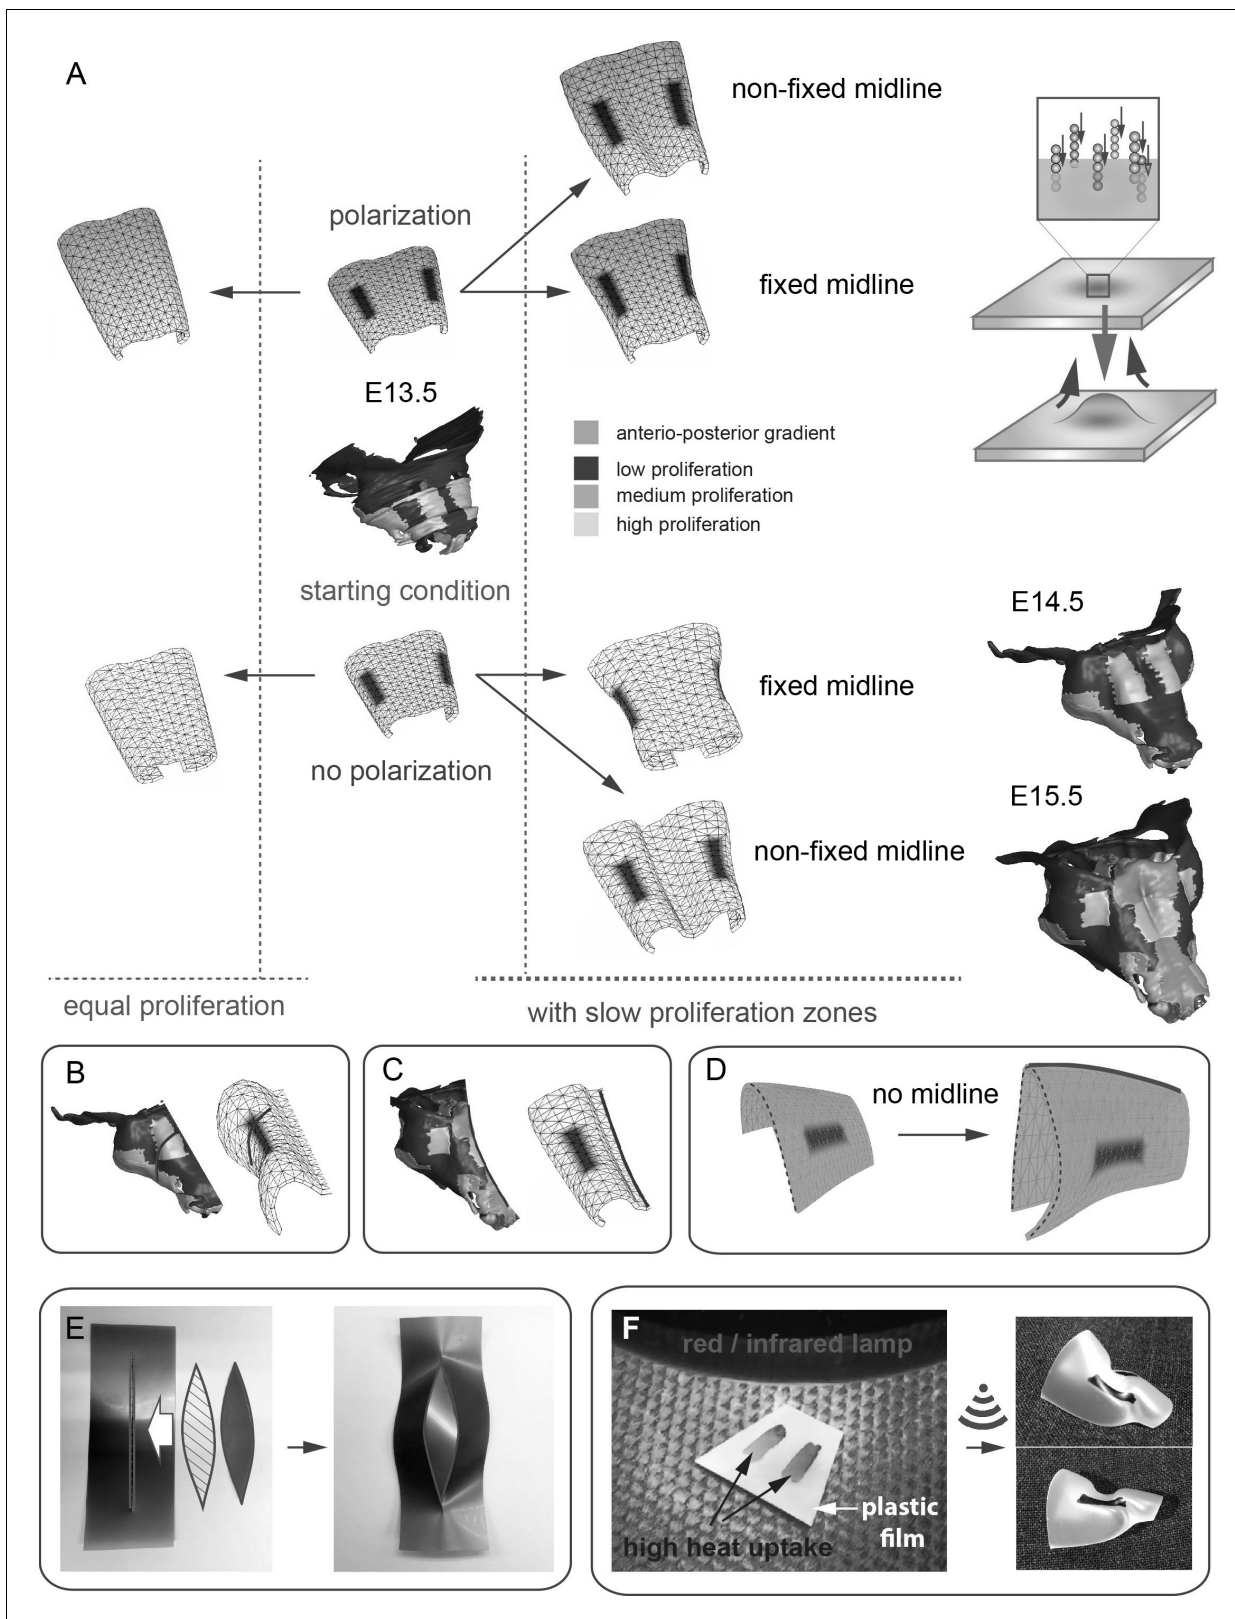 A
non-fixed midline
polarization
fixed midline
E13.5
anterio-posterior gradient
low proliferation
medium proliferation
high proliferation
starting condition
E14.5
fixed midline
no polarization
E15.5
non-fixed midline
equal proliferation
with slow proliferation zones
B
C
D
no midline
E
F
red / infrared lamp
plastic
film
high heat uptake